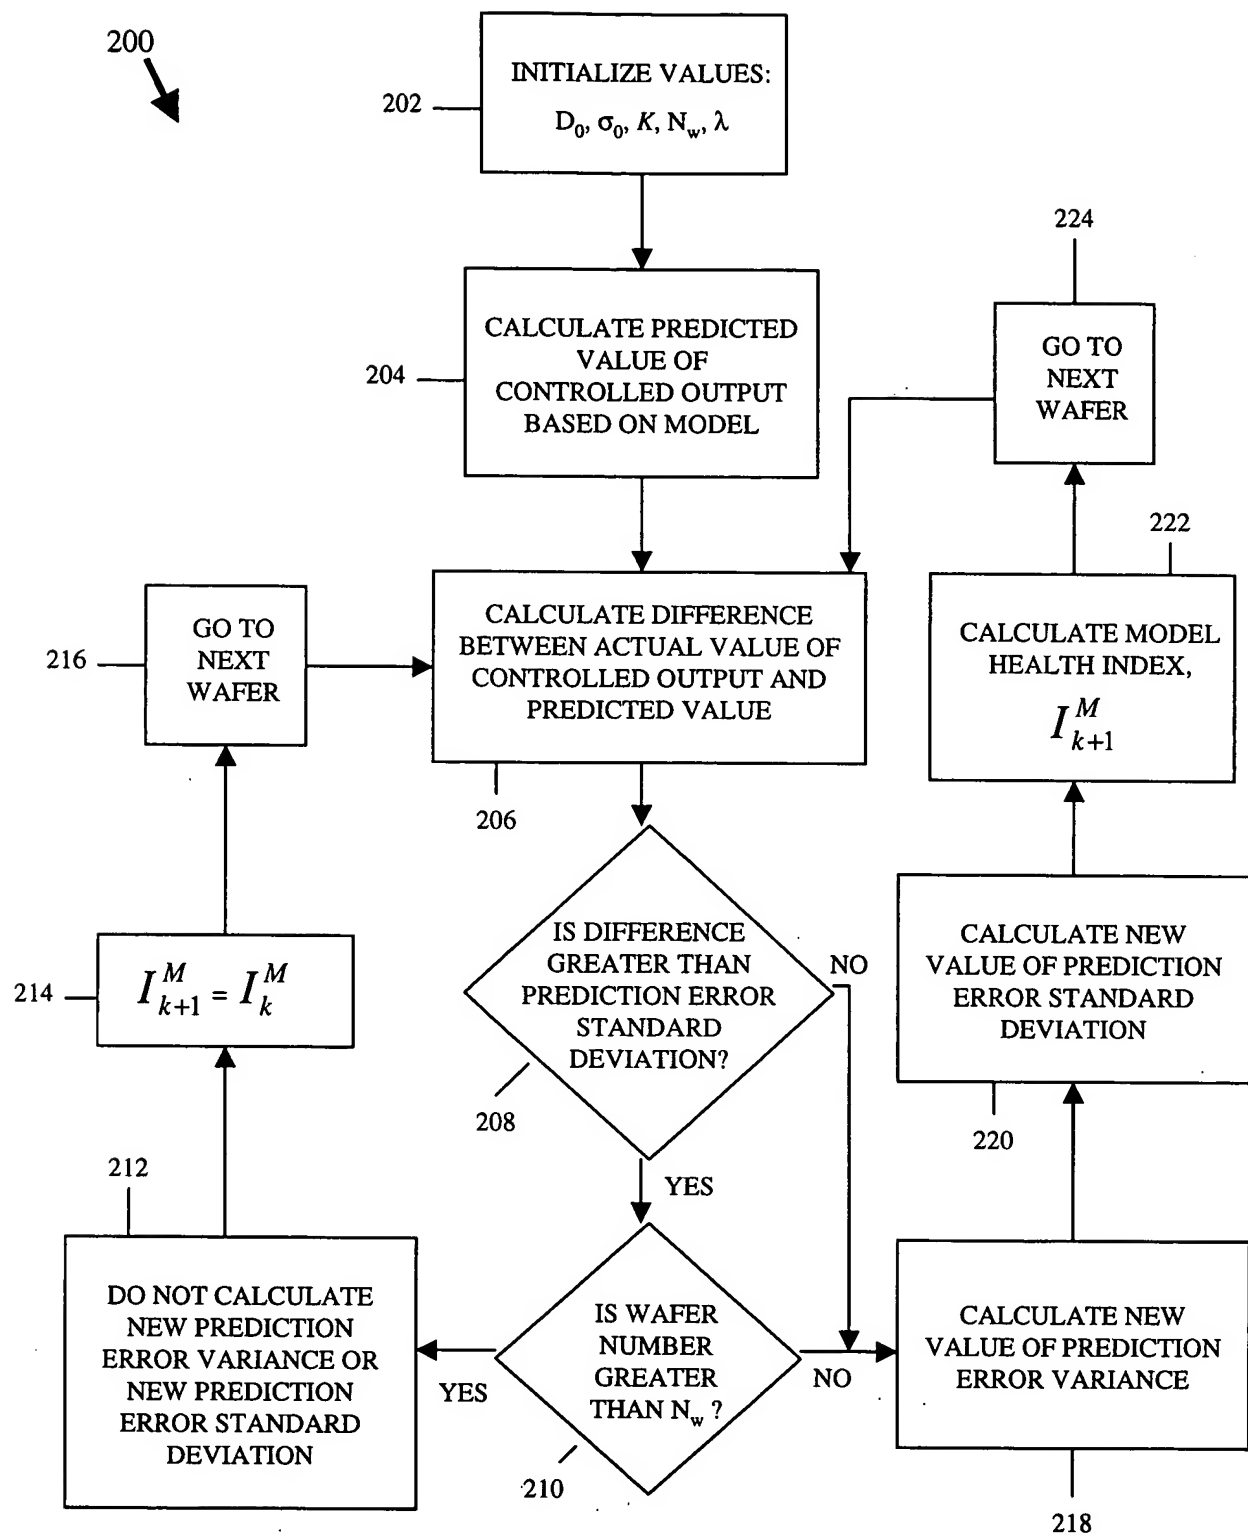 200
202
INITIALIZE VALUES:
D₀, σ₀, K, N_w, λ
204
CALCULATE PREDICTED
VALUE OF
CONTROLLED OUTPUT
BASED ON MODEL
224
GO TO
NEXT
WAFER
216
GO TO
NEXT
WAFER
CALCULATE DIFFERENCE
BETWEEN ACTUAL VALUE OF
CONTROLLED OUTPUT AND
PREDICTED VALUE
206
222
CALCULATE MODEL
HEALTH INDEX,
I^M_{k+1}
214
I^M_{k+1} = I^M_k
IS DIFFERENCE
GREATER THAN
PREDICTION ERROR
STANDARD
DEVIATION?
208
NO
YES
CALCULATE NEW
VALUE OF PREDICTION
ERROR STANDARD
DEVIATION
220
212
DO NOT CALCULATE
NEW PREDICTION
ERROR VARIANCE OR
NEW PREDICTION
ERROR STANDARD
DEVIATION
YES
IS WAFER
NUMBER
GREATER
THAN N_w ?
210
NO
CALCULATE NEW
VALUE OF PREDICTION
ERROR VARIANCE
218